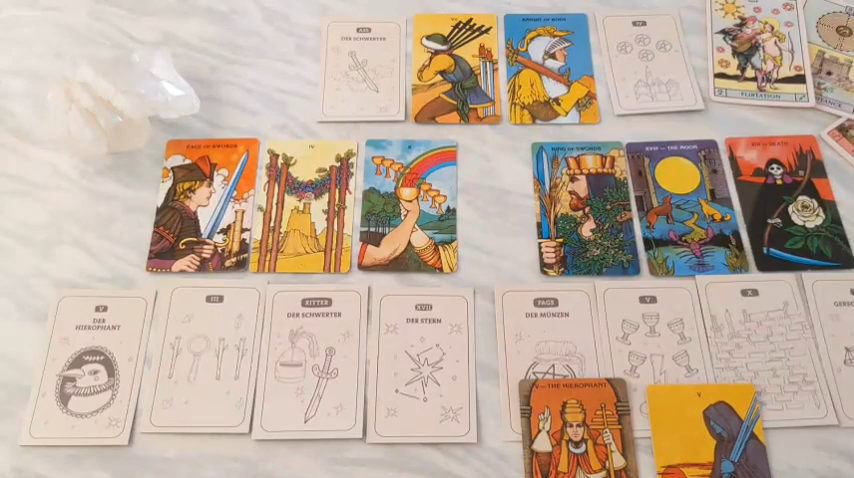 ASS
DER SCHWERTER
VII
KNIGHT OF RODS
IV
FLIRTATION
PAGE OF SWORDS
IV
X
KING OF SWORDS
XVIII — THE MOON
XIII — DEATH
V
DER
HIEROPHANT
III
RITTER
DER SCHWERTER
XVII
DER STERN
PAGE
DER MÜNZEN
V
X
V — THE HIEROPHANT
V